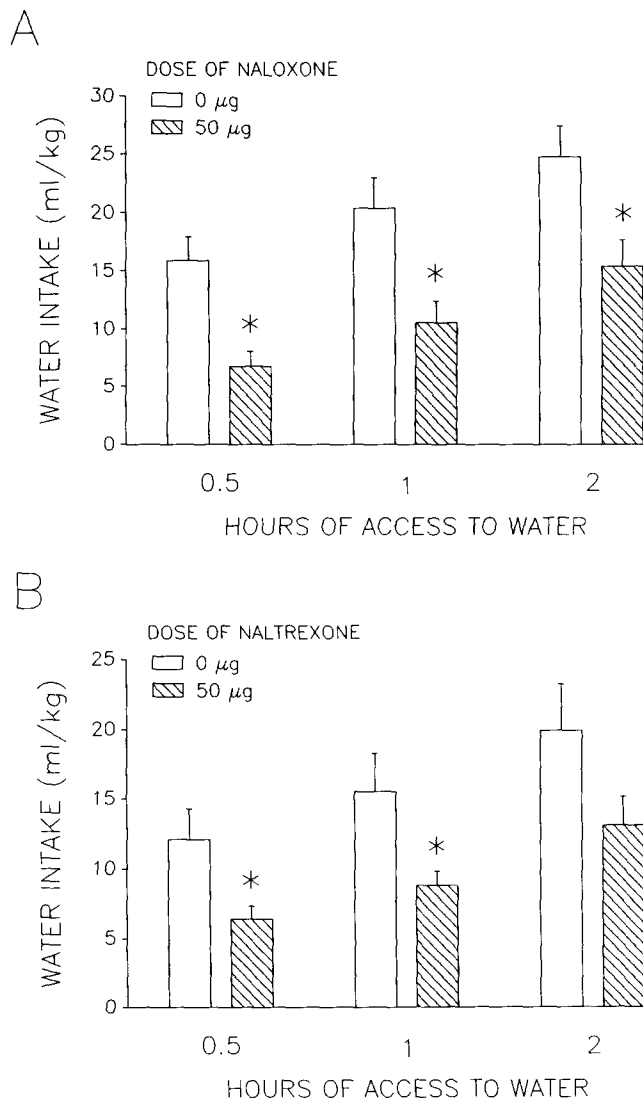 A
DOSE OF NALOXONE
0 µg
50 µg
WATER INTAKE (ml/kg)
30
25
20
15
10
5
0
*
*
*
0.5 1 2
HOURS OF ACCESS TO WATER
B
DOSE OF NALTREXONE
0 µg
50 µg
WATER INTAKE (ml/kg)
25
20
15
10
5
0
*
*
0.5 1 2
HOURS OF ACCESS TO WATER